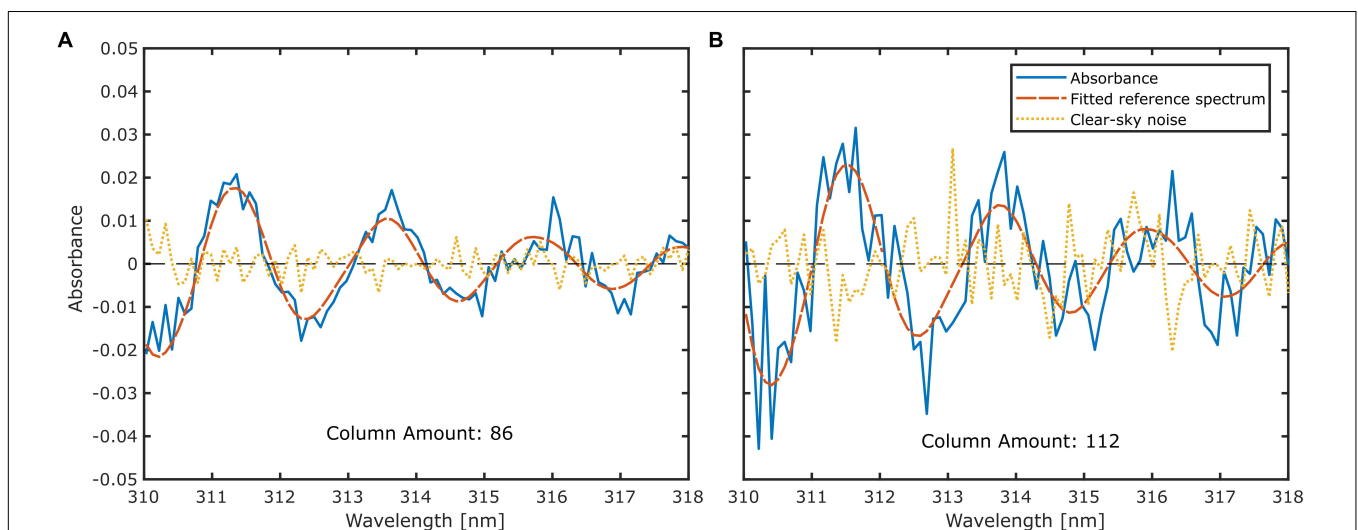 A
B
Absorbance
0.05
0.04
0.03
0.02
0.01
0
-0.01
-0.02
-0.03
-0.04
-0.05
Column Amount: 86
310 311 312 313 314 315 316 317 318
Wavelength [nm]
Absorbance
Fitted reference spectrum
Clear-sky noise
Column Amount: 112
310 311 312 313 314 315 316 317 318
Wavelength [nm]